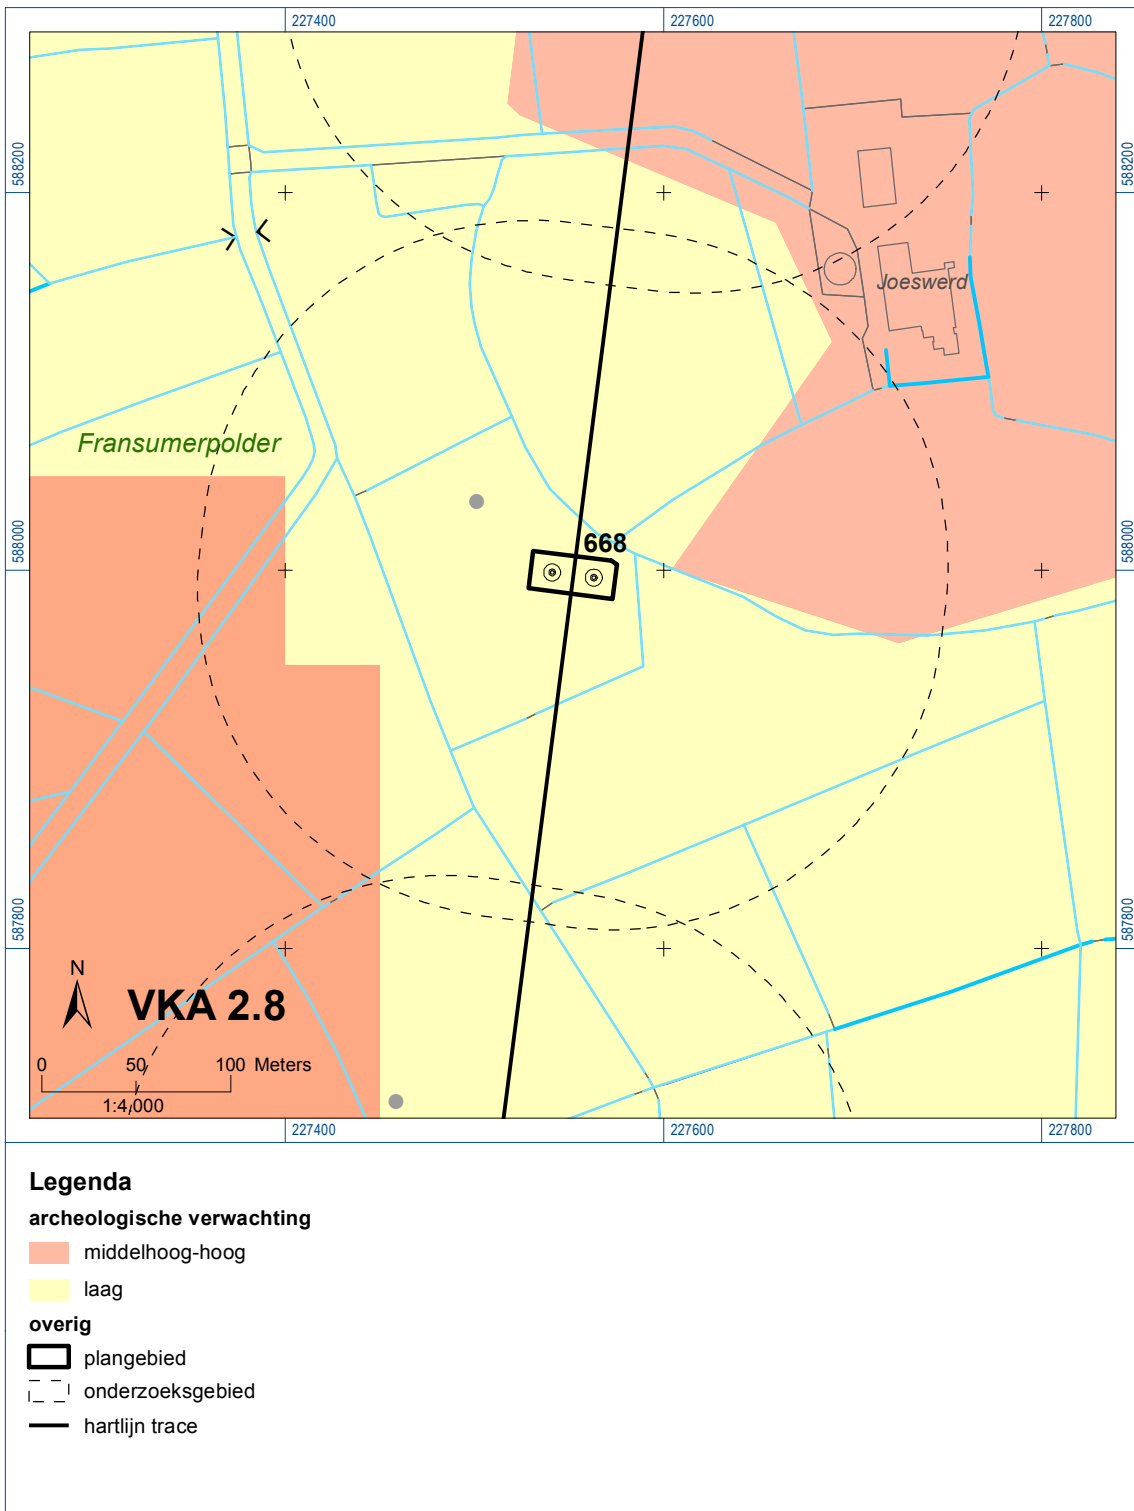 227400 227600 227800
588200 588200
Joeswerd
Fransumerpolder
668
588000 588000
587800 587800
N
VKA 2.8
0 50 100 Meters
1:4,000
227400 227600 227800
Legenda
archeologische verwachting
middelhoog-hoog
laag
overig
plangebied
onderzoeksgebied
hartlijn trace